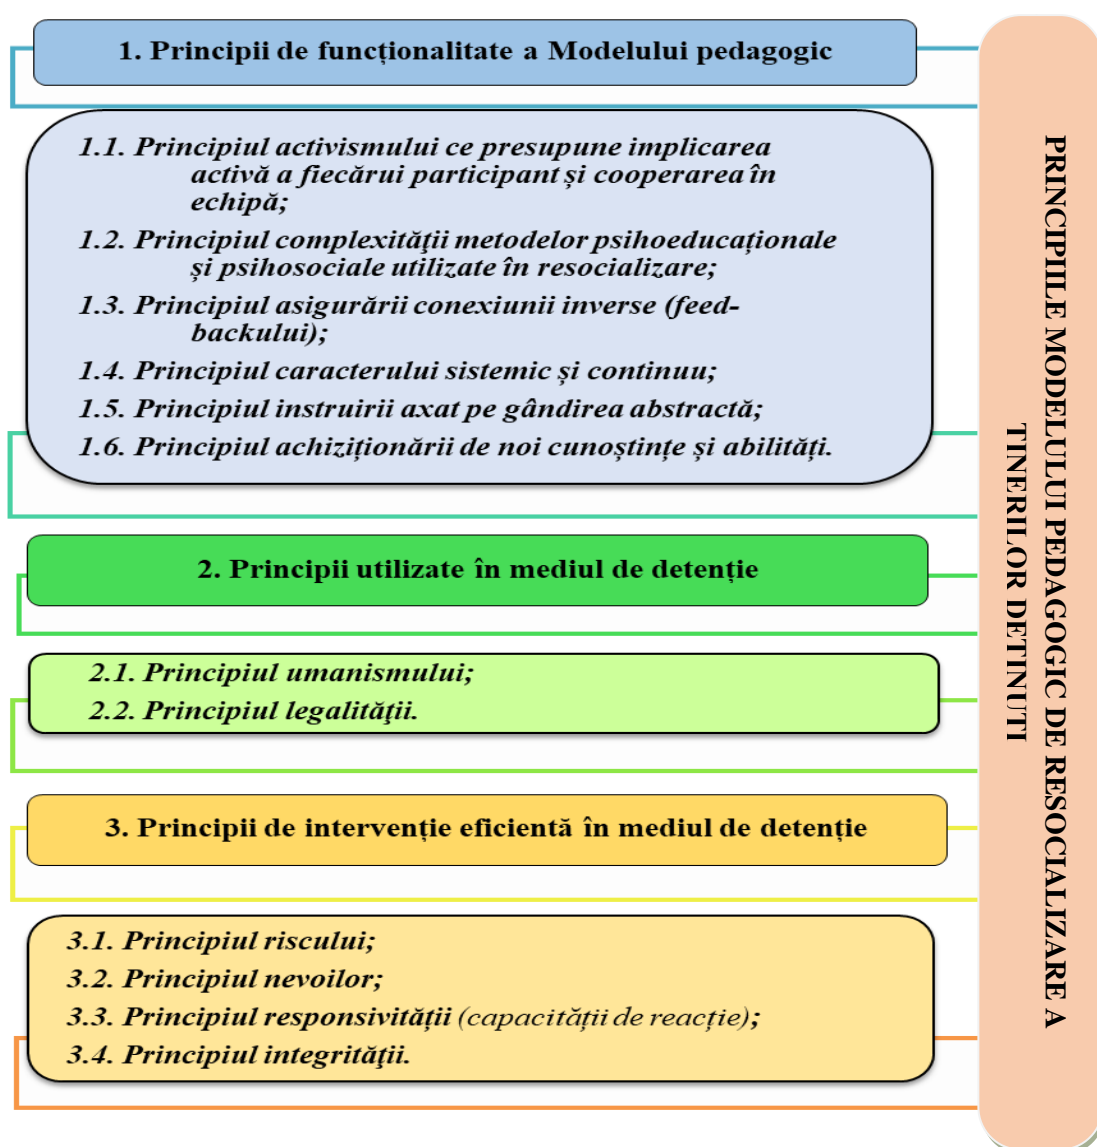 1. Principii de funcționalitate a Modelului pedagogic
1.1. Principiul activismului ce presupune implicarea
activă a fiecărui participant și cooperarea în
echipă;
1.2. Principiul complexităţii metodelor psihoeducaționale
și psihosociale utilizate în resocializare;
1.3. Principiul asigurării conexiunii inverse (feed-
backului);
1.4. Principiul caracterului sistemic și continuu;
1.5. Principiul instruirii axat pe gândirea abstractă;
1.6. Principiul achiziționării de noi cunoștințe și abilități.
2. Principii utilizate în mediul de detenție
2.1. Principiul umanismului;
2.2. Principiul legalităţii.
3. Principii de intervenție eficientă în mediul de detenție
3.1. Principiul riscului;
3.2. Principiul nevoilor;
3.3. Principiul responsivității (capacității de reacție);
3.4. Principiul integrităţii.
PRINCIPIILE MODELULUI PEDAGOGIC DE RESOCIALIZARE A
TINERILOR DETINUTI